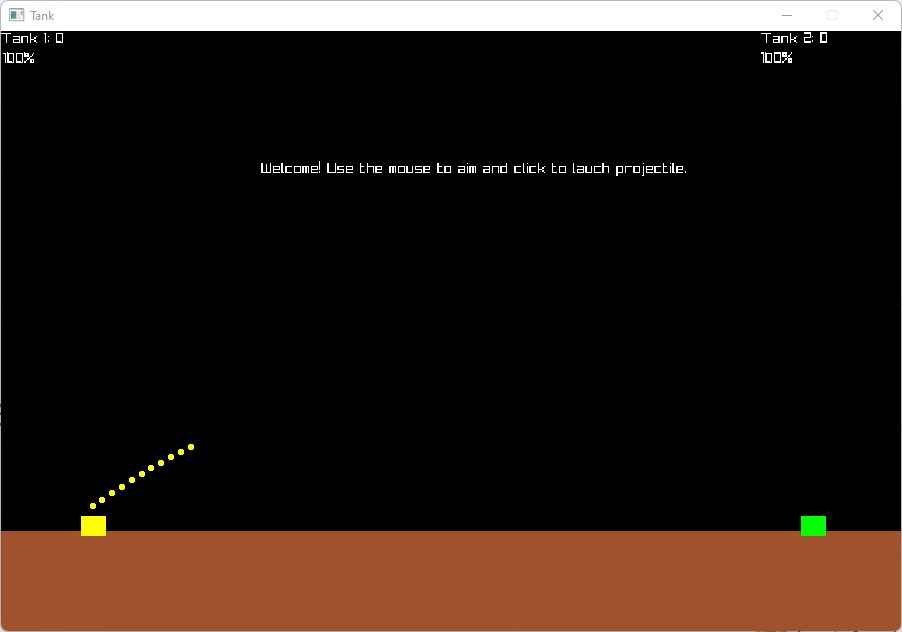 Tank
Tank 1: 0
Tank 2: 0
100%
100%
Welcome! Use the mouse to aim and click to lauch projectile.